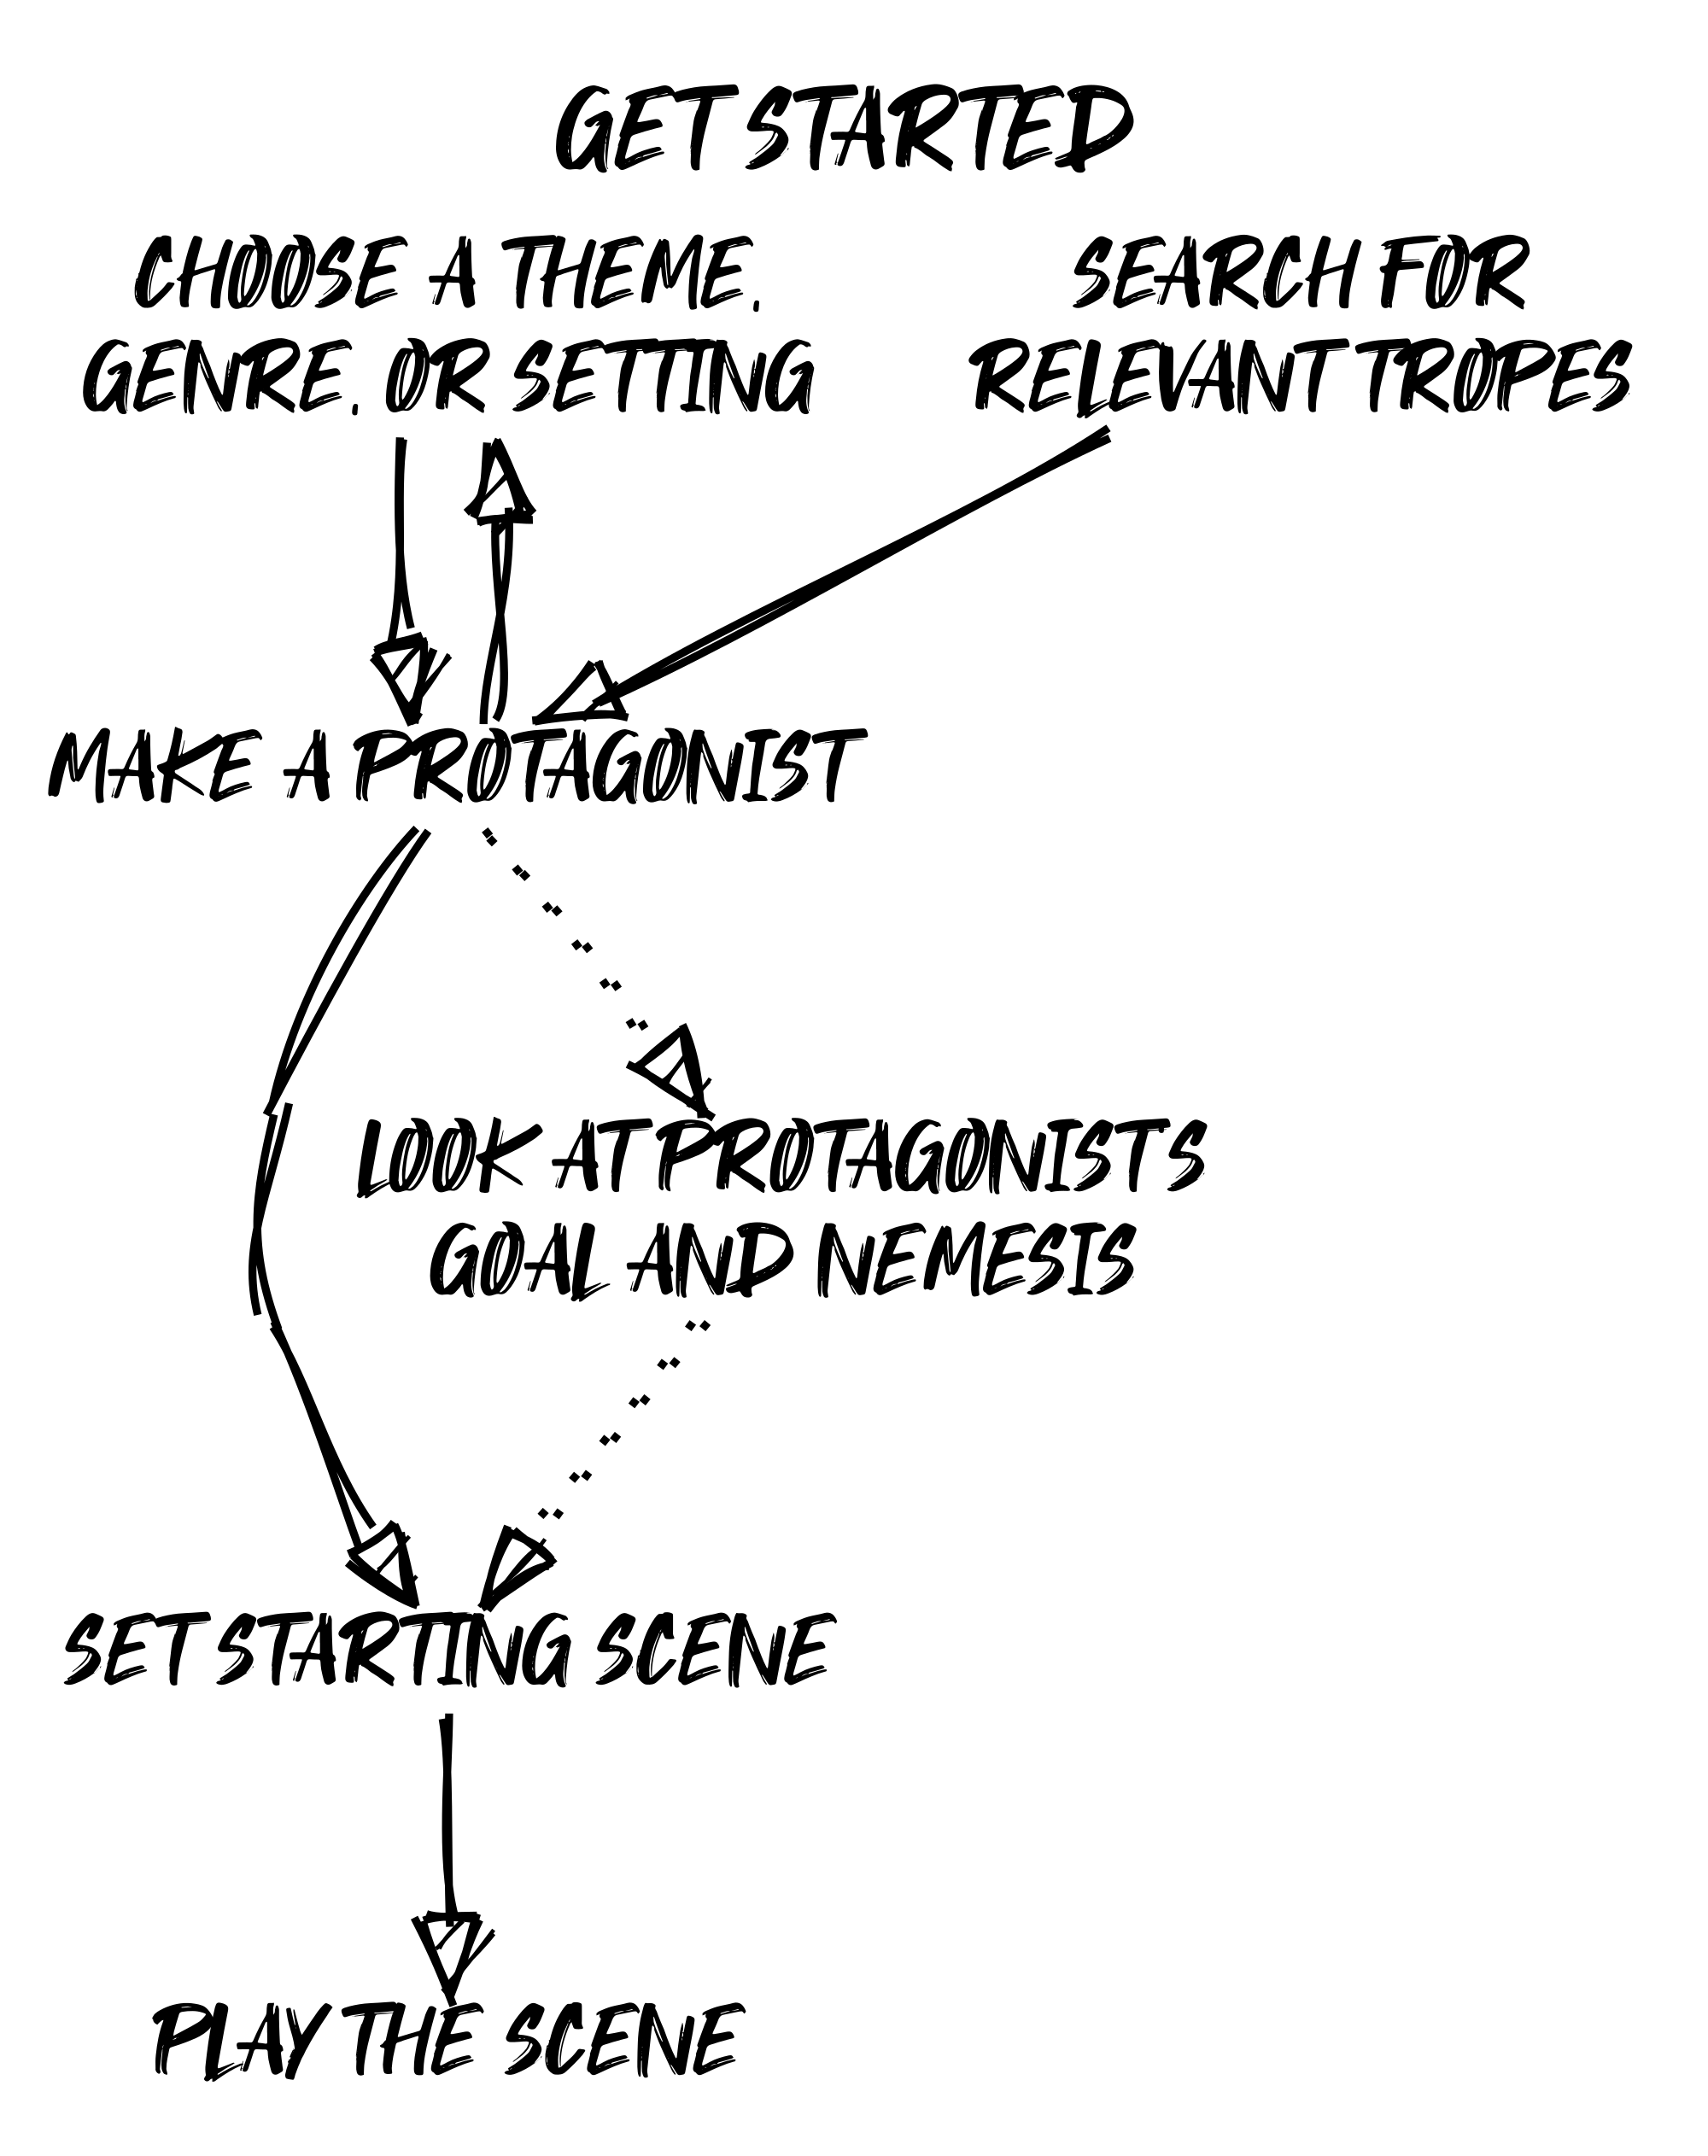 GET STARTED
CHOOSE A THEME,
GENRE, OR SETTING
SEARCH FOR
RELEVANT TROPES
MAKE A PROTAGONIST
LOOK AT PROTAGONIST'S
GOAL AND NEMESIS
SET STARTING SCENE
PLAY THE SCENE